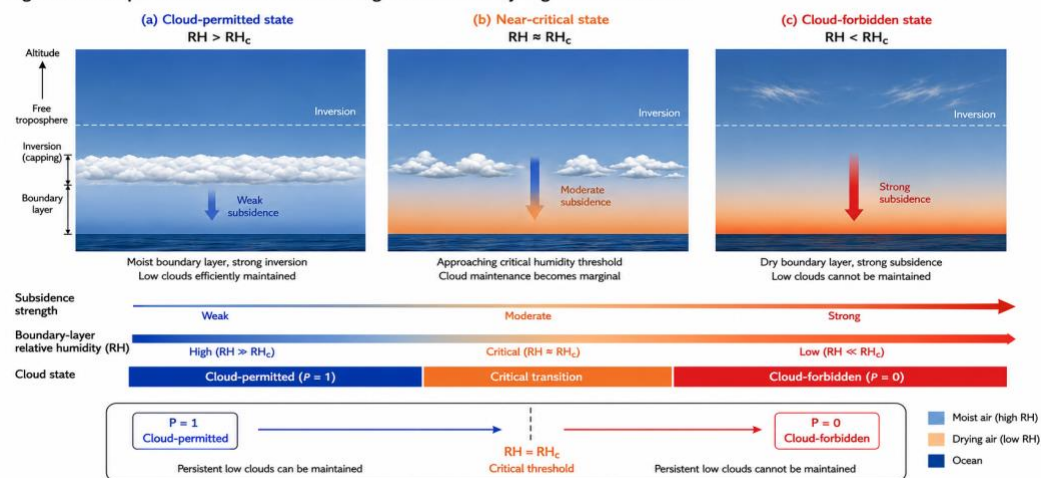 (a) Cloud-permitted state
RH > RHc
(b) Near-critical state
RH ≈ RHc
(c) Cloud-forbidden state
RH < RHc
Altitude
Free
troposphere
Inversion
(capping)
Boundary
layer
Inversion
Weak
subsidence
Inversion
Moderate
subsidence
Inversion
Strong
subsidence
Moist boundary layer, strong inversion
Low clouds efficiently maintained
Approaching critical humidity threshold
Cloud maintenance becomes marginal
Dry boundary layer, strong subsidence
Low clouds cannot be maintained
Subsidence
strength
Weak
Moderate
Strong
Boundary-layer
relative humidity (RH)
High (RH ≫ RHc)
Critical (RH ≈ RHc)
Low (RH ≪ RHc)
Cloud state
Cloud-permitted (P = 1)
Critical transition
Cloud-forbidden (P = 0)
P = 1
Cloud-permitted
RH = RHc
Critical threshold
P = 0
Cloud-forbidden
Persistent low clouds can be maintained
Persistent low clouds cannot be maintained
Moist air (high RH)
Drying air (low RH)
Ocean